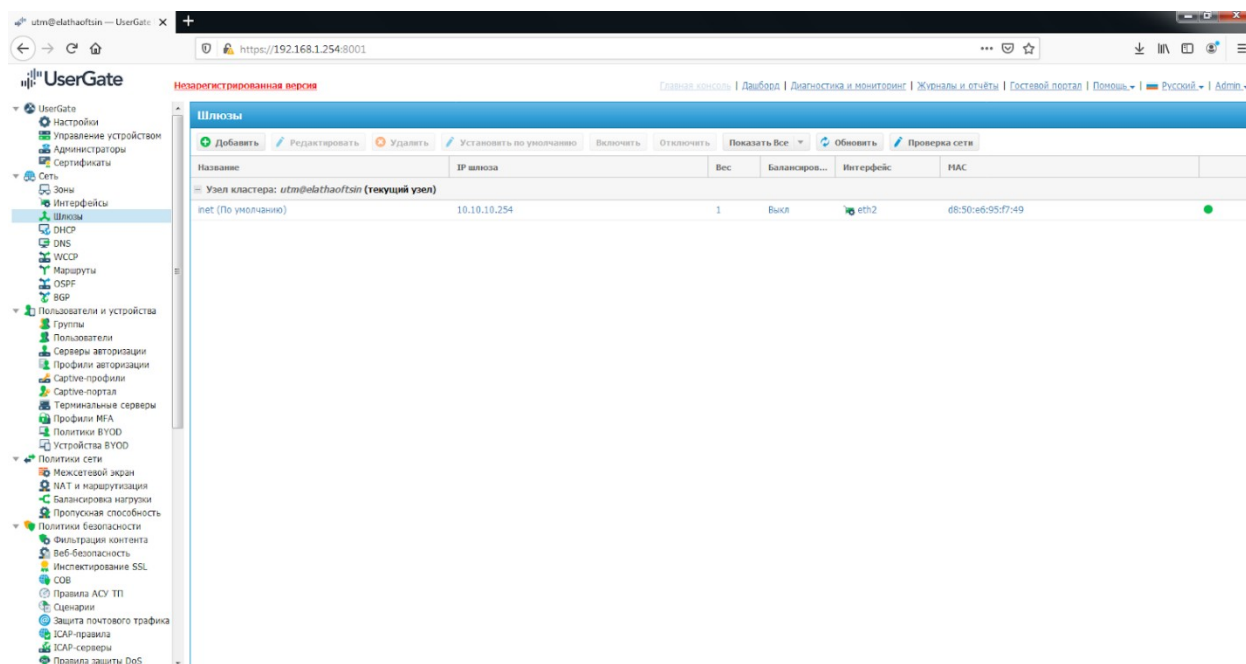 utm@elathaoftsin — UserGate
https://192.168.1.254:8001
UserGate
Незарегистрированная версия
Главная консоль | Дашборд | Диагностика и мониторинг | Журналы и отчёты | Гостевой портал | Помощь | Русский | Admin
UserGate
Настройки
Управление устройством
Администраторы
Сертификаты
Сеть
Зоны
Интерфейсы
Шлюзы
DHCP
DNS
WCCP
Маршруты
OSPF
BGP
Пользователи и устройства
Группы
Пользователи
Серверы авторизации
Профили авторизации
Captive-профили
Captive-портал
Терминальные серверы
Профили MFA
Политики BYOD
Устройства BYOD
Политики сети
Межсетевой экран
NAT и маршрутизация
Балансировка нагрузки
Пропускная способность
Политики безопасности
Фильтрация контента
Веб-безопасность
Инспектирование SSL
СОВ
Правила АСУ ТП
Сценарии
Защита почтового трафика
ICAP-правила
ICAP-серверы
Правила защиты DoS
Шлюзы
Добавить Редактировать Удалить Установить по умолчанию Включить Отключить Показать Все Обновить Проверка сети
Название IP шлюза Вес Балансиров... Интерфейс MAC
Узел кластера: utm@elathaoftsin (текущий узел)
inet (По умолчанию) 10.10.10.254 1 Выкл eth2 d8:50:e6:95:f7:49